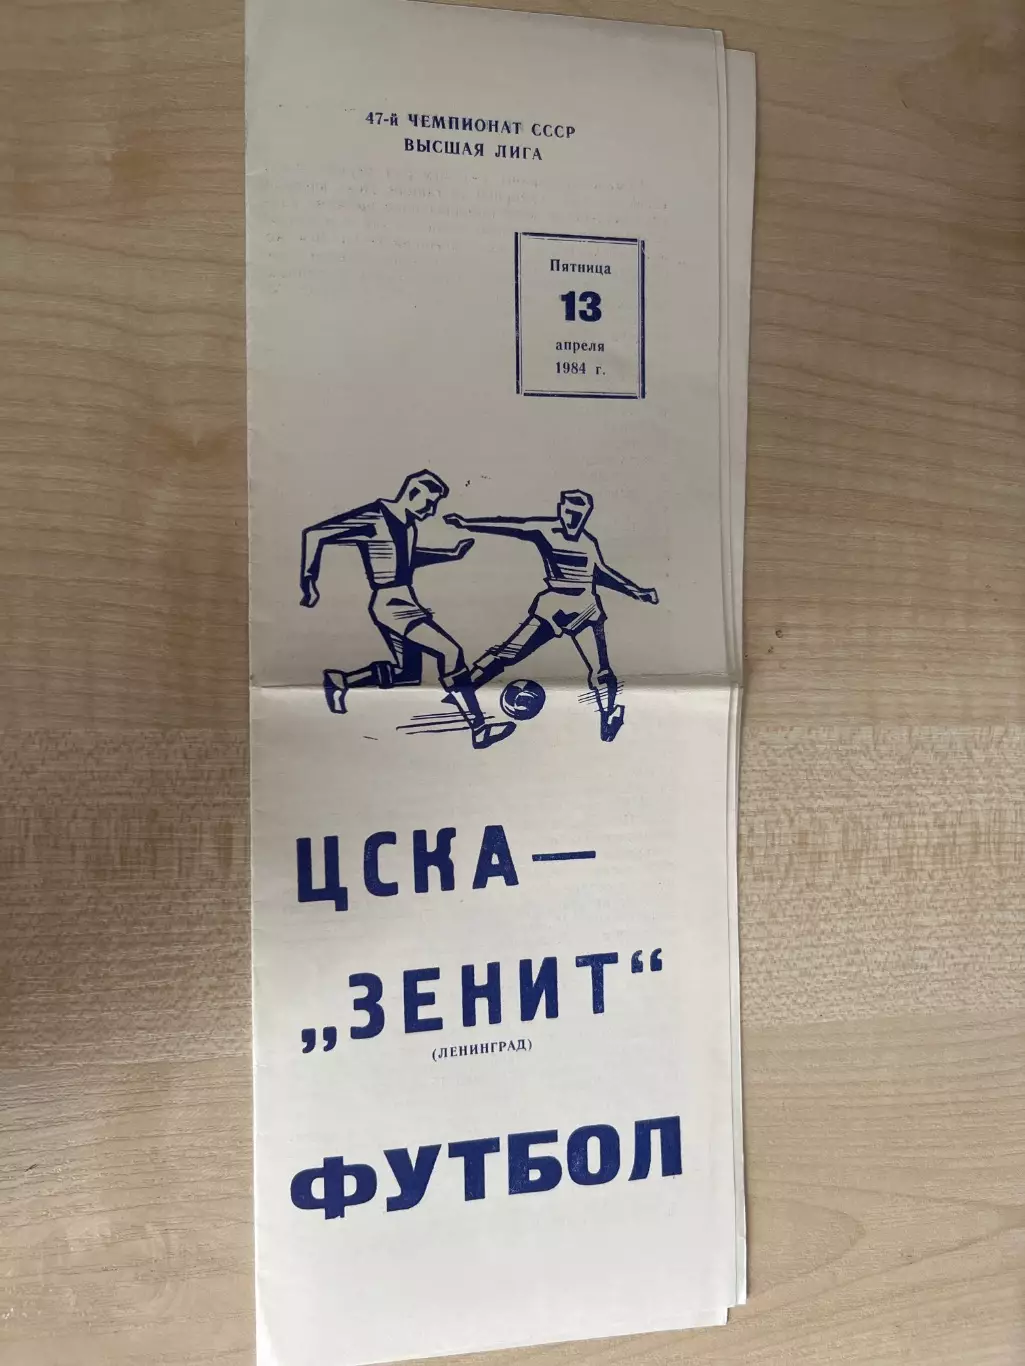 47-й ЧЕМПИОНАТ СССР
ВЫСШАЯ ЛИГА
Пятница
13
апреля
1984 г.
ЦСКА—
„ЗЕНИТ“
(ЛЕНИНГРАД)
ФУТБОЛ